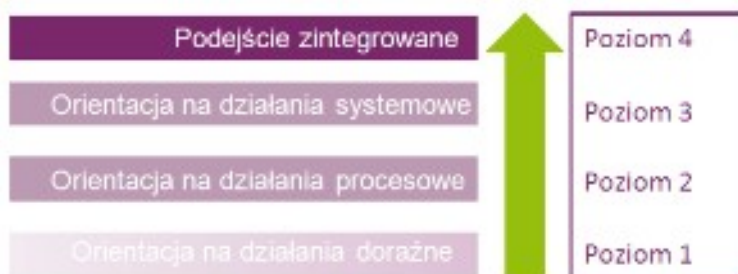 Podejście zintegrowane
Poziom 4
Orientacja na działania systemowe
Poziom 3
Orientacja na działania procesowe
Poziom 2
Orientacja na działania doraźne
Poziom 1